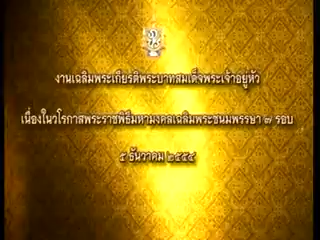 งานเฉลิมพระเกียรติพระบาทสมเด็จพระเจ้าอยู่หัว
เนื่องในวโรกาสพระราชพิธีมหามงคลเฉลิมพระชนมพรรษา ๗ รอบ
๕ ธันวาคม ๒๕๕๔